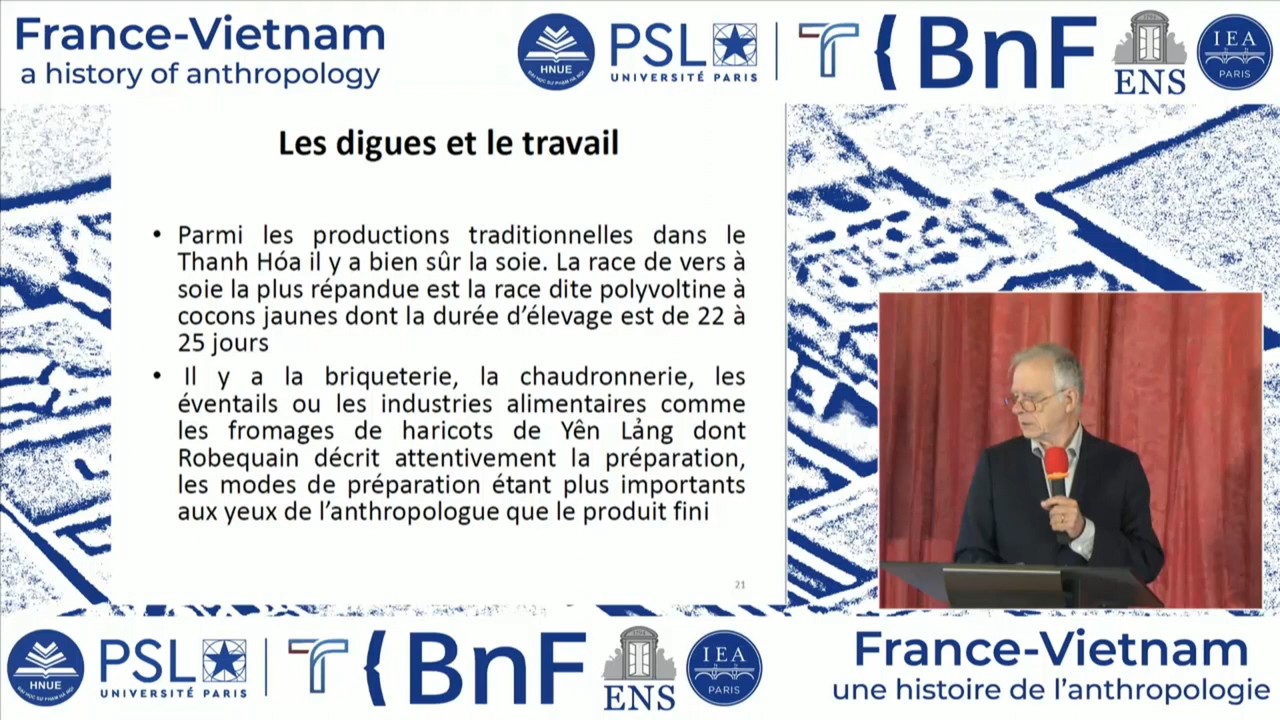 France-Vietnam
a history of anthropology
HNUE
PSL
UNIVERSITÉ PARIS
BnF
ENS
IEA
PARIS
Les digues et le travail
• Parmi les productions traditionnelles dans le
Thanh Hóa il y a bien sûr la soie. La race de vers à
soie la plus répandue est la race dite polyvoltine à
cocons jaunes dont la durée d’élevage est de 22 à
25 jours
• Il y a la briqueterie, la chaudronnerie, les
éventails ou les industries alimentaires comme
les fromages de haricots de Yên Lảng dont
Robequain décrit attentivement la préparation,
les modes de préparation étant plus importants
aux yeux de l’anthropologue que le produit fini
21
HNUE
PSL
UNIVERSITÉ PARIS
BnF
ENS
IEA
PARIS
France-Vietnam
une histoire de l’anthropologie